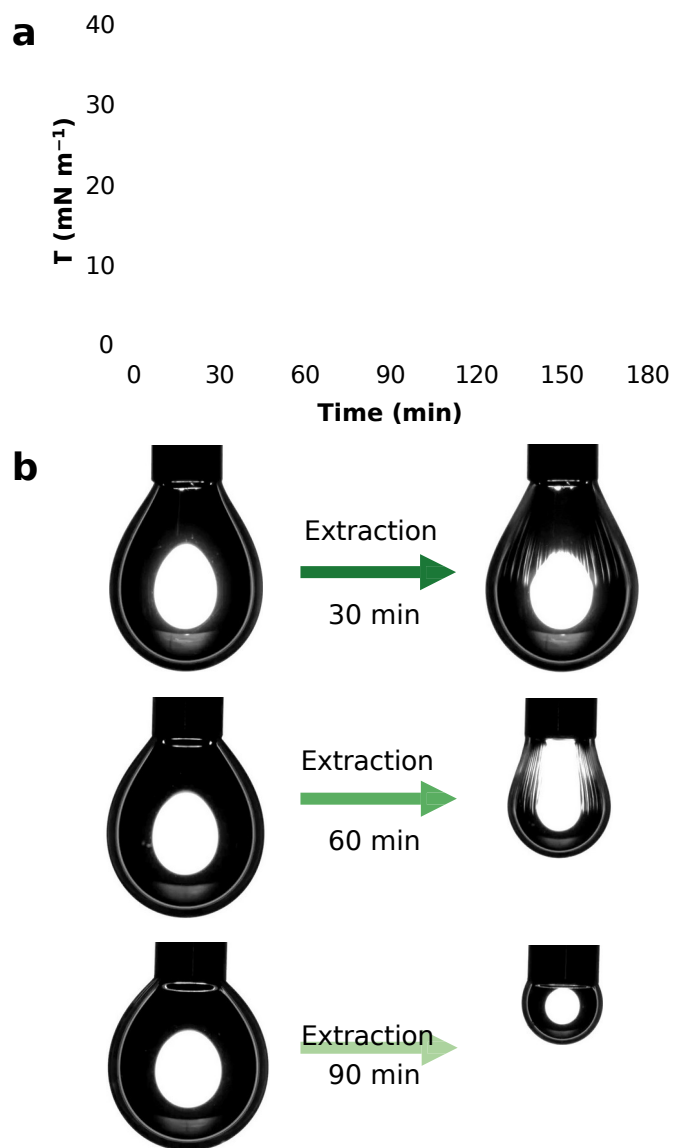 a
40
30
20
10
0
T (mN m⁻¹)
0 30 60 90 120 150 180
Time (min)
b
Extraction
30 min
Extraction
60 min
Extraction
90 min